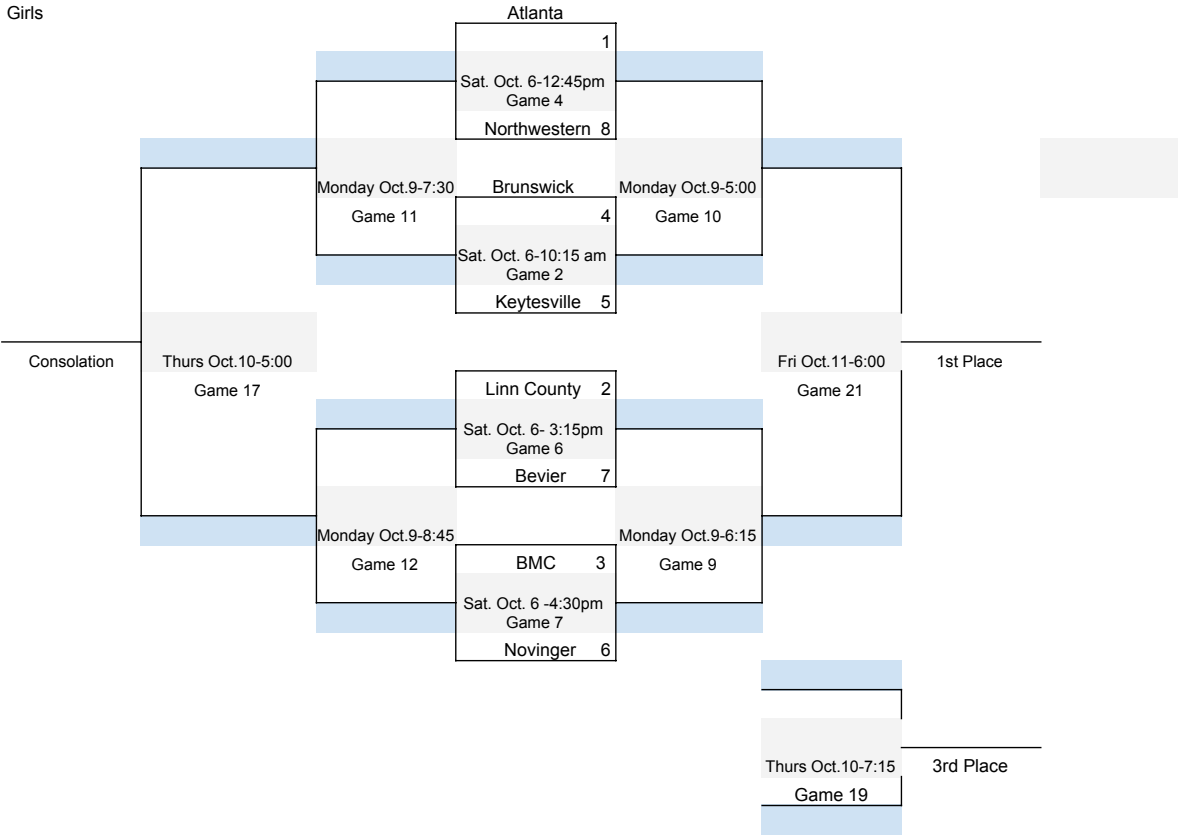 Girls
Atlanta
1
Sat. Oct. 6-12:45pm
Game 4
Northwestern 8
Monday Oct.9-7:30
Brunswick
Monday Oct.9-5:00
Game 11
4
Game 10
Sat. Oct. 6-10:15 am
Game 2
Keytesville 5
Consolation
Thurs Oct.10-5:00
Fri Oct.11-6:00
1st Place
Game 17
Linn County 2
Game 21
Sat. Oct. 6- 3:15pm
Game 6
Bevier 7
Monday Oct.9-8:45
Monday Oct.9-6:15
Game 12
BMC 3
Game 9
Sat. Oct. 6 -4:30pm
Game 7
Novinger 6
Thurs Oct.10-7:15
3rd Place
Game 19